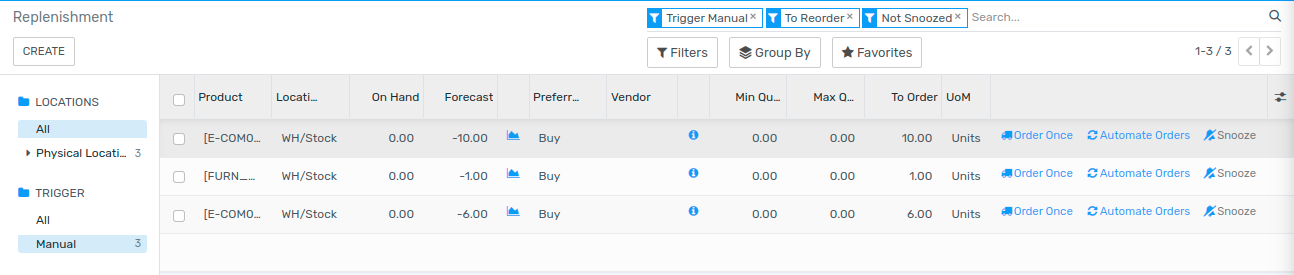 Replenishment
Trigger Manual × To Reorder × Not Snoozed × Search...
CREATE
Filters Group By Favorites 1-3 / 3
LOCATIONS
All
Physical Locati... 3
TRIGGER
All
Manual 3
Product Locati... On Hand Forecast Preferr... Vendor Min Qu... Max Q... To Order UoM
[E-COM0... WH/Stock 0.00 -10.00 Buy 0.00 0.00 10.00 Units Order Once Automate Orders Snooze
[FURN_... WH/Stock 0.00 -1.00 Buy 0.00 0.00 1.00 Units Order Once Automate Orders Snooze
[E-COM0... WH/Stock 0.00 -6.00 Buy 0.00 0.00 6.00 Units Order Once Automate Orders Snooze